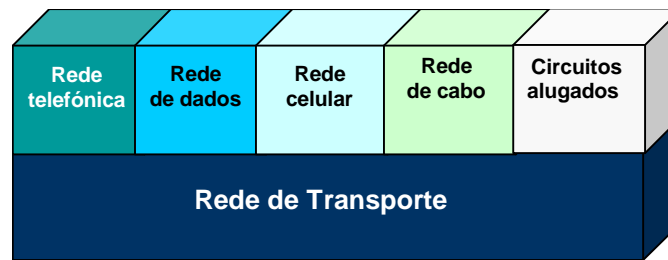 Rede
telefónica
Rede
de dados
Rede
celular
Rede
de cabo
Circuitos
alugados
Rede de Transporte